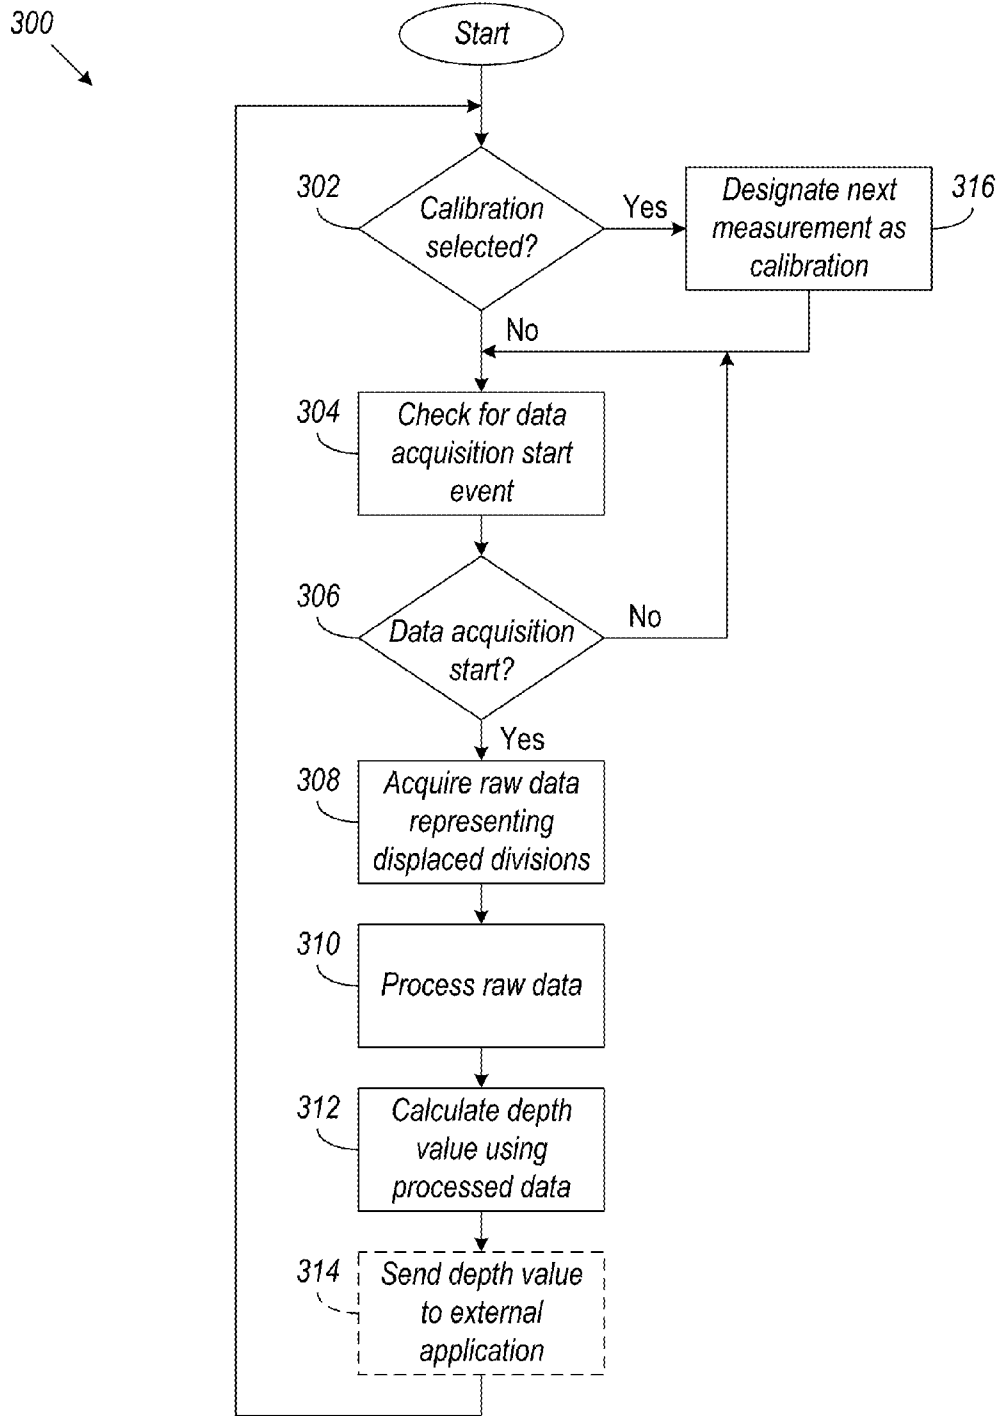 300
Start
302
Calibration
selected?
Yes
Designate next
measurement as
calibration
316
No
304
Check for data
acquisition start
event
306
Data acquisition
start?
No
Yes
308
Acquire raw data
representing
displaced divisions
310
Process raw data
312
Calculate depth
value using
processed data
314
Send depth value
to external
application